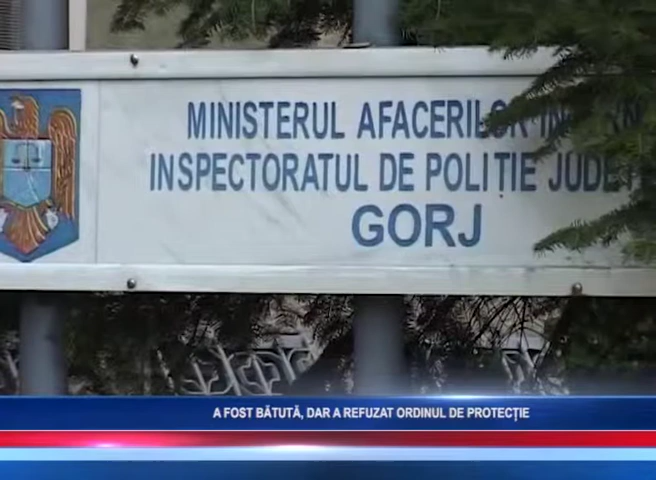 MINISTERUL AFACERILOR
INSPECTORATUL DE POLIȚIE
GORJ
A FOST BĂTUTĂ, DAR A REFUZAT ORDINUL DE PROTECȚIE